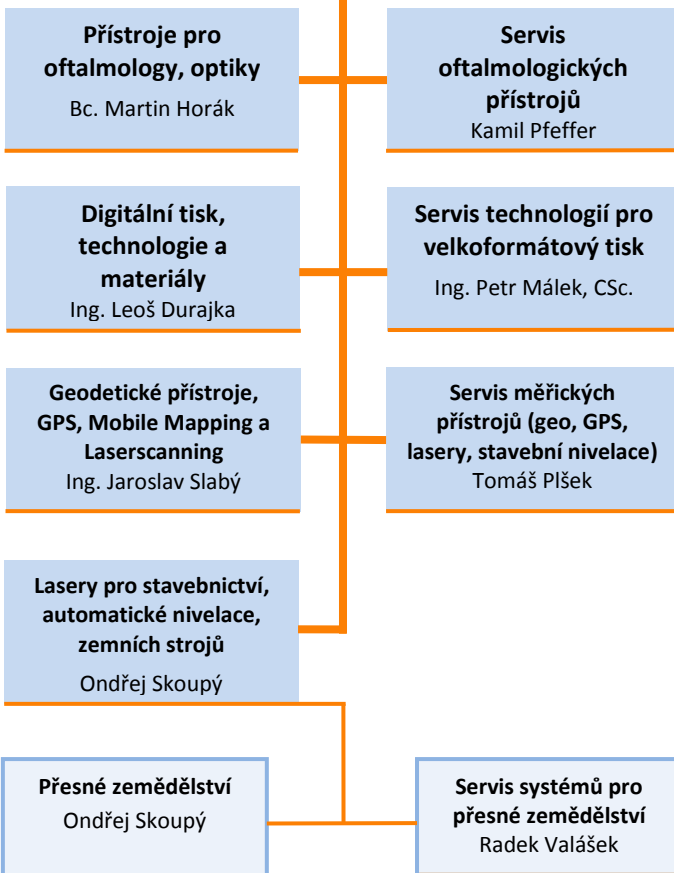 Přístroje pro
oftalmology, optiky
Bc. Martin Horák
Servis
oftalmologických
přístrojů
Kamil Pfeffer
Digitální tisk,
technologie a
materiály
Ing. Leoš Durajka
Servis technologií pro
velkoformátový tisk
Ing. Petr Málek, CSc.
Geodetické přístroje,
GPS, Mobile Mapping a
Laserscanning
Ing. Jaroslav Slabý
Servis měřických
přístrojů (geo, GPS,
lasery, stavební nivelace)
Tomáš Plšek
Lasery pro stavebnictví,
automatické nivelace,
zemních strojů
Ondřej Skoupý
Přesné zemědělství
Ondřej Skoupý
Servis systémů pro
přesné zemědělství
Radek Valášek